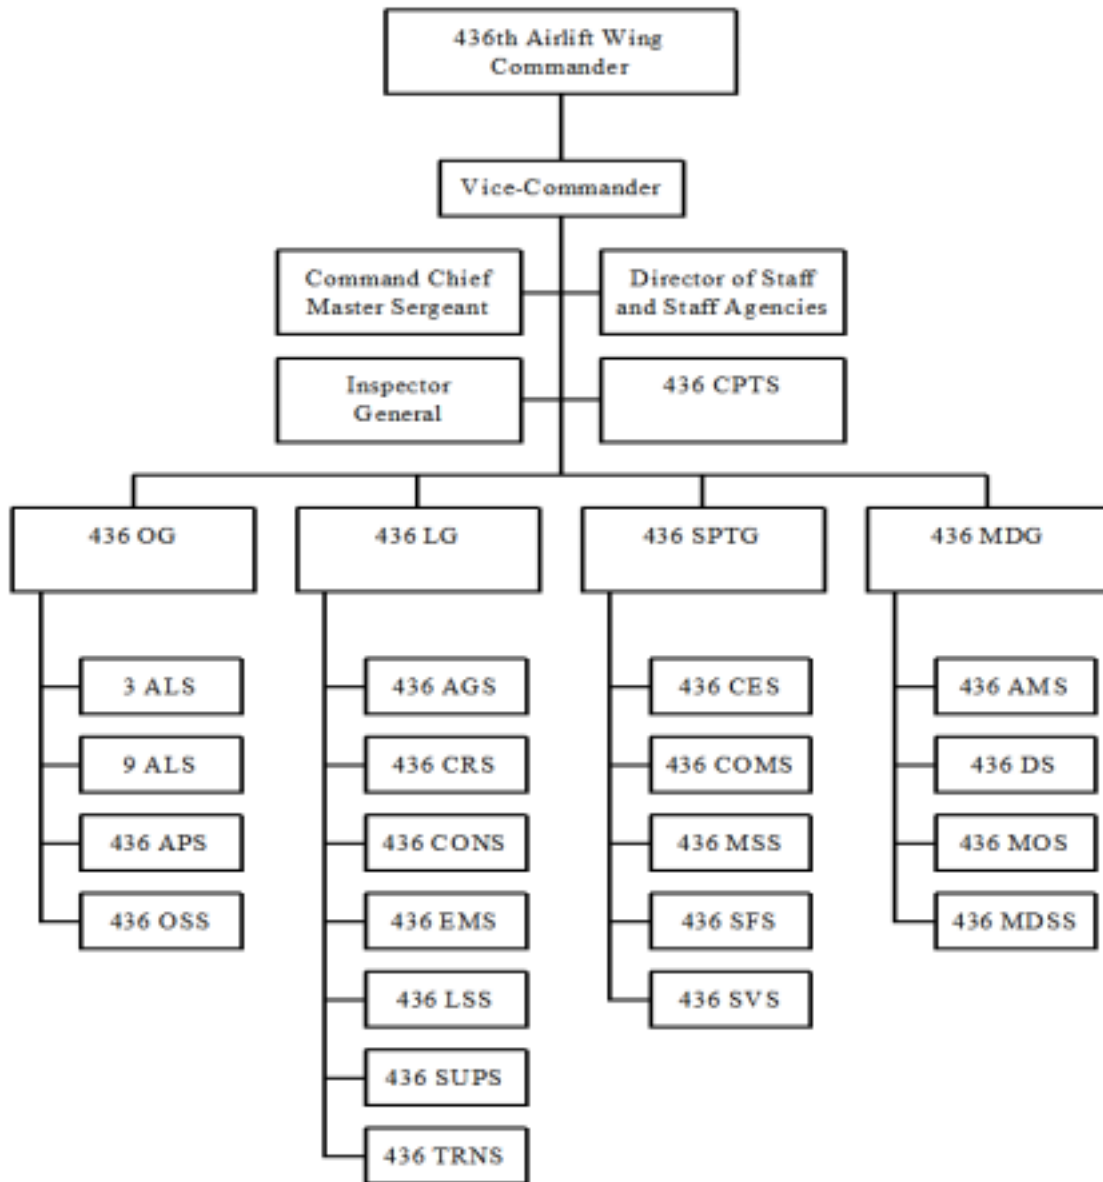 436th Airlift Wing
Commander
Vice-Commander
Command Chief
Master Sergeant
Director of Staff
and Staff Agencies
Inspector
General
436 CPTS
436 OG
436 LG
436 SPTG
436 MDG
3 ALS
9 ALS
436 APS
436 OSS
436 AGS
436 CRS
436 CONS
436 EMS
436 LSS
436 SUPS
436 TRNS
436 CES
436 COMS
436 MSS
436 SFS
436 SVS
436 AMS
436 DS
436 MOS
436 MDSS